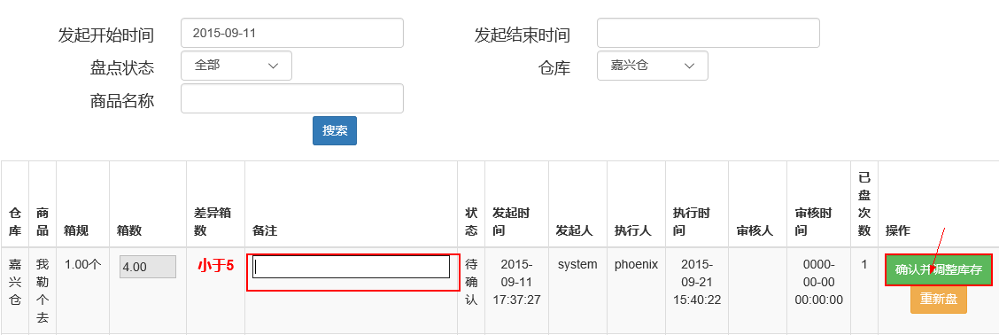 发起开始时间 2015-09-11 发起结束时间
盘点状态 全部 仓库 嘉兴仓
商品名称
搜索
仓库 商品 箱规 箱数 差异箱数 备注 状态 发起时间 发起人 执行人 执行时间 审核人 审核时间 已盘次数 操作
嘉兴仓 我勒个去 1.00个 4.00 小于5 待确认 2015-09-11 17:37:27 system phoenix 2015-09-21 15:40:22 0000-00-00 00:00:00 1 确认并调整库存
重新盘